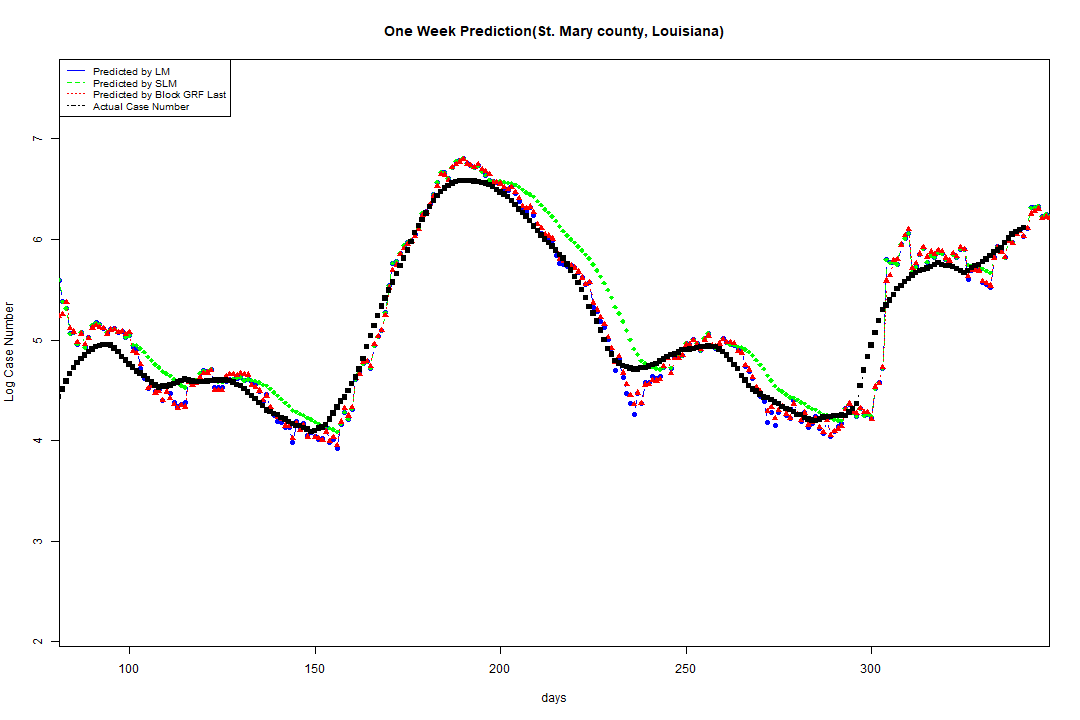 One Week Prediction(St. Mary county, Louisiana)
Predicted by LM
Predicted by SLM
Predicted by Block GRF Last
Actual Case Number
7
6
5
4
3
2
Log Case Number
100 150 200 250 300
days